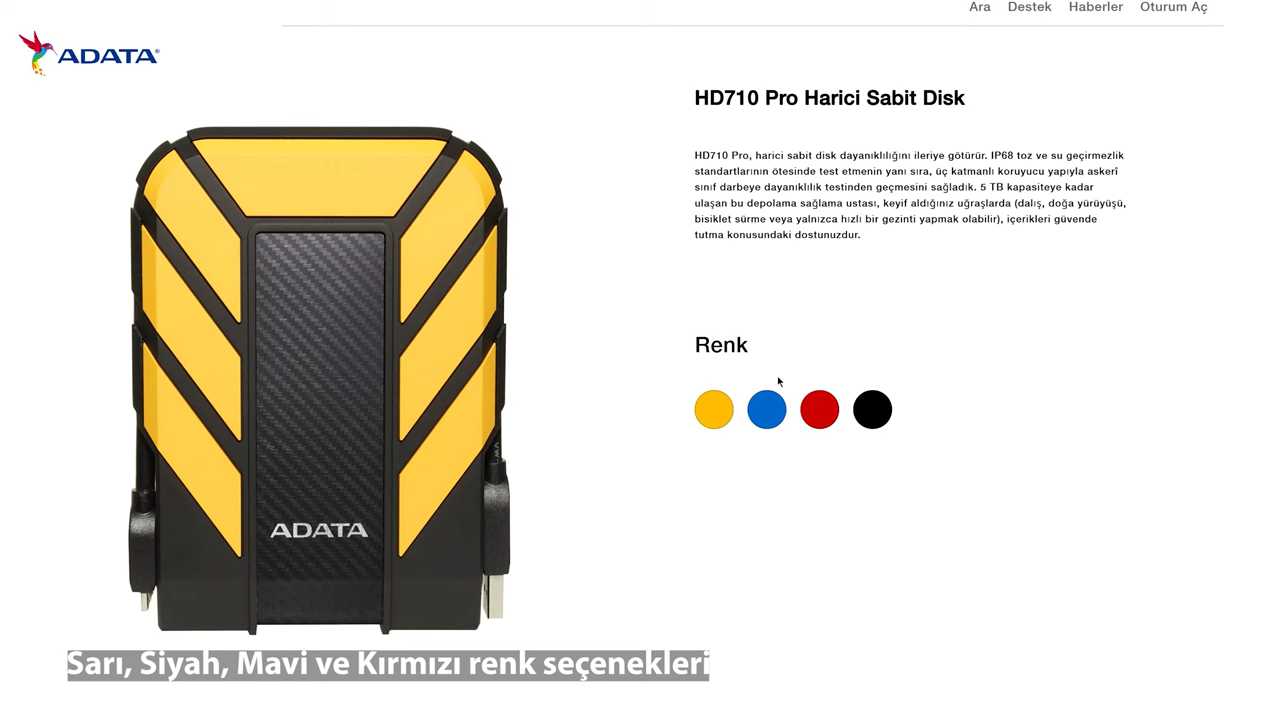 Ara Destek Haberler Oturum Aç
ADATA
HD710 Pro Harici Sabit Disk
HD710 Pro, harici sabit disk dayanıklılığını ileriye götürür. IP68 toz ve su geçirmezlik
standartlarının ötesinde test etmenin yanı sıra, üç katmanlı koruyucu yapıyla askerî
sınıf darbeye dayanıklılık testinden geçmesini sağladık. 5 TB kapasiteye kadar
ulaşan bu depolama sağlama ustası, keyif aldığınız uğraşlarda (dalış, doğa yürüyüşü,
bisiklet sürme veya yalnızca hızlı bir gezinti yapmak olabilir), içerikleri güvende
tutma konusundaki dostunuzdur.
Renk
ADATA
Sarı, Siyah, Mavi ve Kırmızı renk seçenekleri